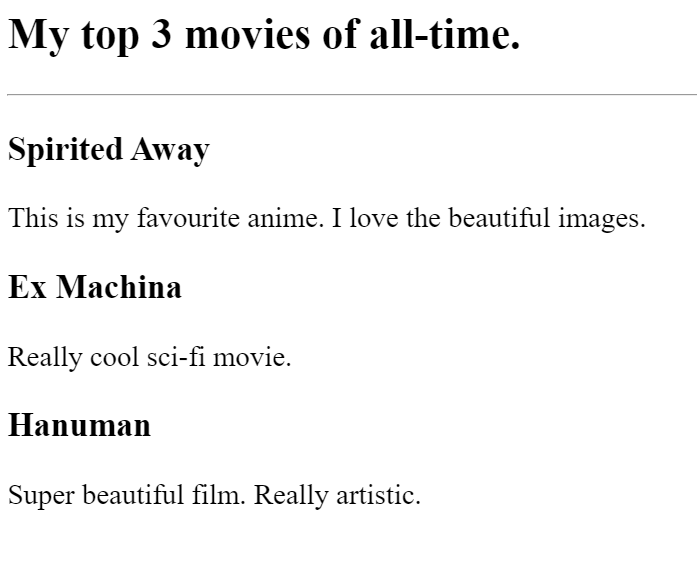 My top 3 movies of all-time.
Spirited Away
This is my favourite anime. I love the beautiful images.
Ex Machina
Really cool sci-fi movie.
Hanuman
Super beautiful film. Really artistic.